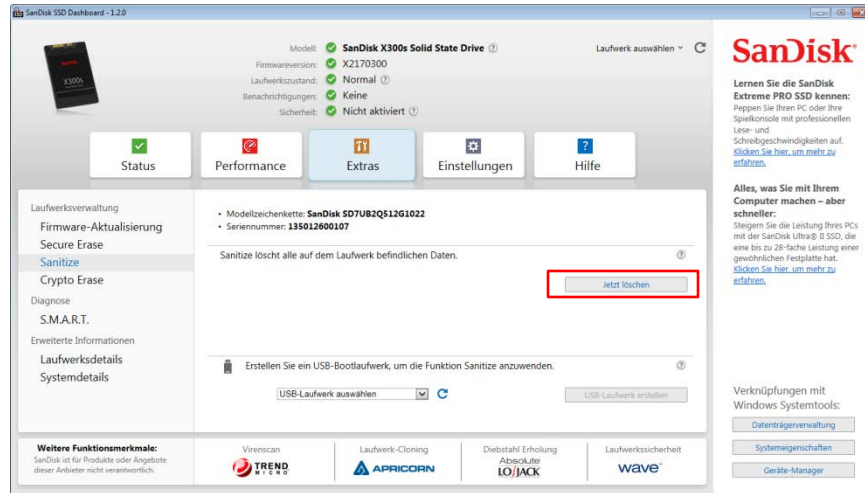 SanDisk SSD Dashboard - 1.2.0
X300s
Modell: SanDisk X300s Solid State Drive
Firmwareversion: X2170300
Laufwerkszustand: Normal
Benachrichtigungen: Keine
Sicherheit: Nicht aktiviert
Laufwerk auswählen
Status
Performance
Extras
Einstellungen
Hilfe
Laufwerksverwaltung
Firmware-Aktualisierung
Secure Erase
Sanitize
Crypto Erase
Diagnose
S.M.A.R.T.
Erweiterte Informationen
Laufwerksdetails
Systemdetails
• Modellzeichenkette: SanDisk SD7UB2Q512G1022
• Seriennummer: 135012600107
Sanitize löscht alle auf dem Laufwerk befindlichen Daten.
Jetzt löschen
Erstellen Sie ein USB-Bootlaufwerk, um die Funktion Sanitize anzuwenden.
USB-Laufwerk auswählen
USB-Laufwerk erstellen
Weitere Funktionsmerkmale:
SanDisk ist für Produkte oder Angebote
dieser Anbieter nicht verantwortlich.
Virenscan
TREND
MICRO
Laufwerk-Cloning
APRICORN
Diebstahl Erholung
Absolute
LOJACK
Laufwerkssicherheit
wave
SanDisk
Lernen Sie die SanDisk
Extreme PRO SSD kennen:
Peppen Sie Ihren PC oder Ihre
Spielkonsole mit professionellen
Lese- und
Schreibgeschwindigkeiten auf.
Klicken Sie hier, um mehr zu
erfahren.
Alles, was Sie mit Ihrem
Computer machen – aber
schneller:
Steigern Sie die Leistung Ihres PCs
mit der SanDisk Ultra® II SSD, die
eine bis zu 28-fache Leistung einer
gewöhnlichen Festplatte hat.
Klicken Sie hier, um mehr zu
erfahren.
Verknüpfungen mit
Windows Systemtools:
Datenträgerverwaltung
Systemeigenschaften
Geräte-Manager